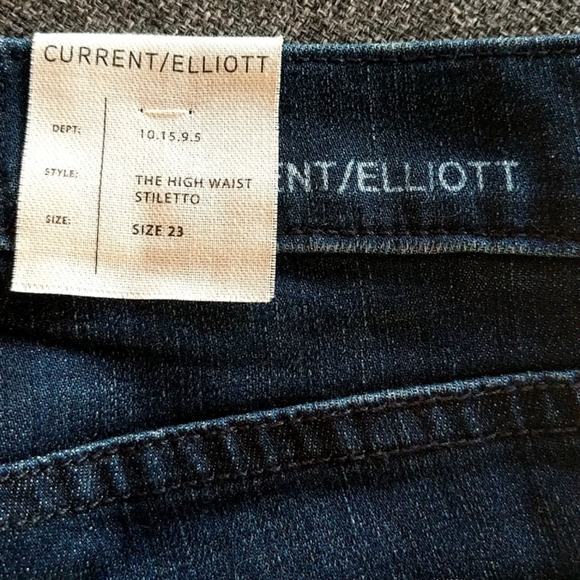 CURRENT/ELLIOTT
DEPT: 10.15.9.5
STYLE: THE HIGH WAIST
STILETTO
SIZE: SIZE 23
ENT/ELLIOTT